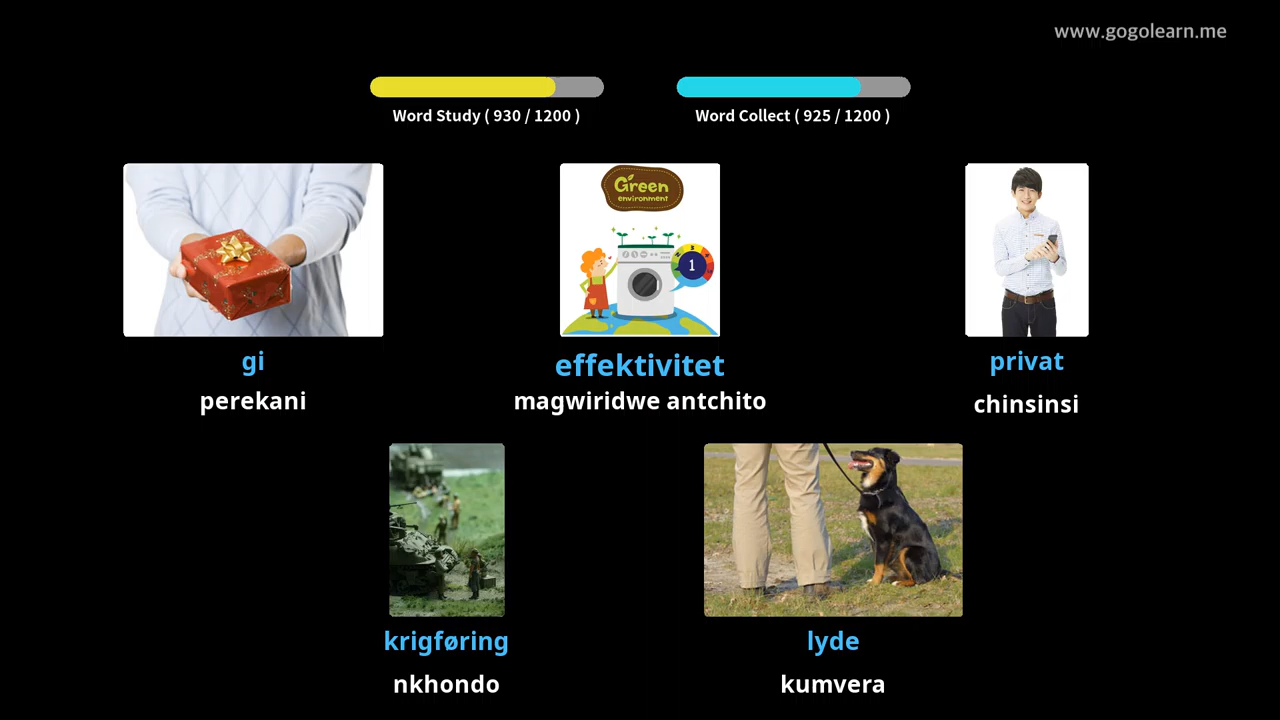 www.gogolearn.me
Word Study ( 930 / 1200 )
Word Collect ( 925 / 1200 )
Green
environment
1
gi
perekani
effektivitet
magwiridwe antchito
privat
chinsinsi
krigføring
nkhondo
lyde
kumvera